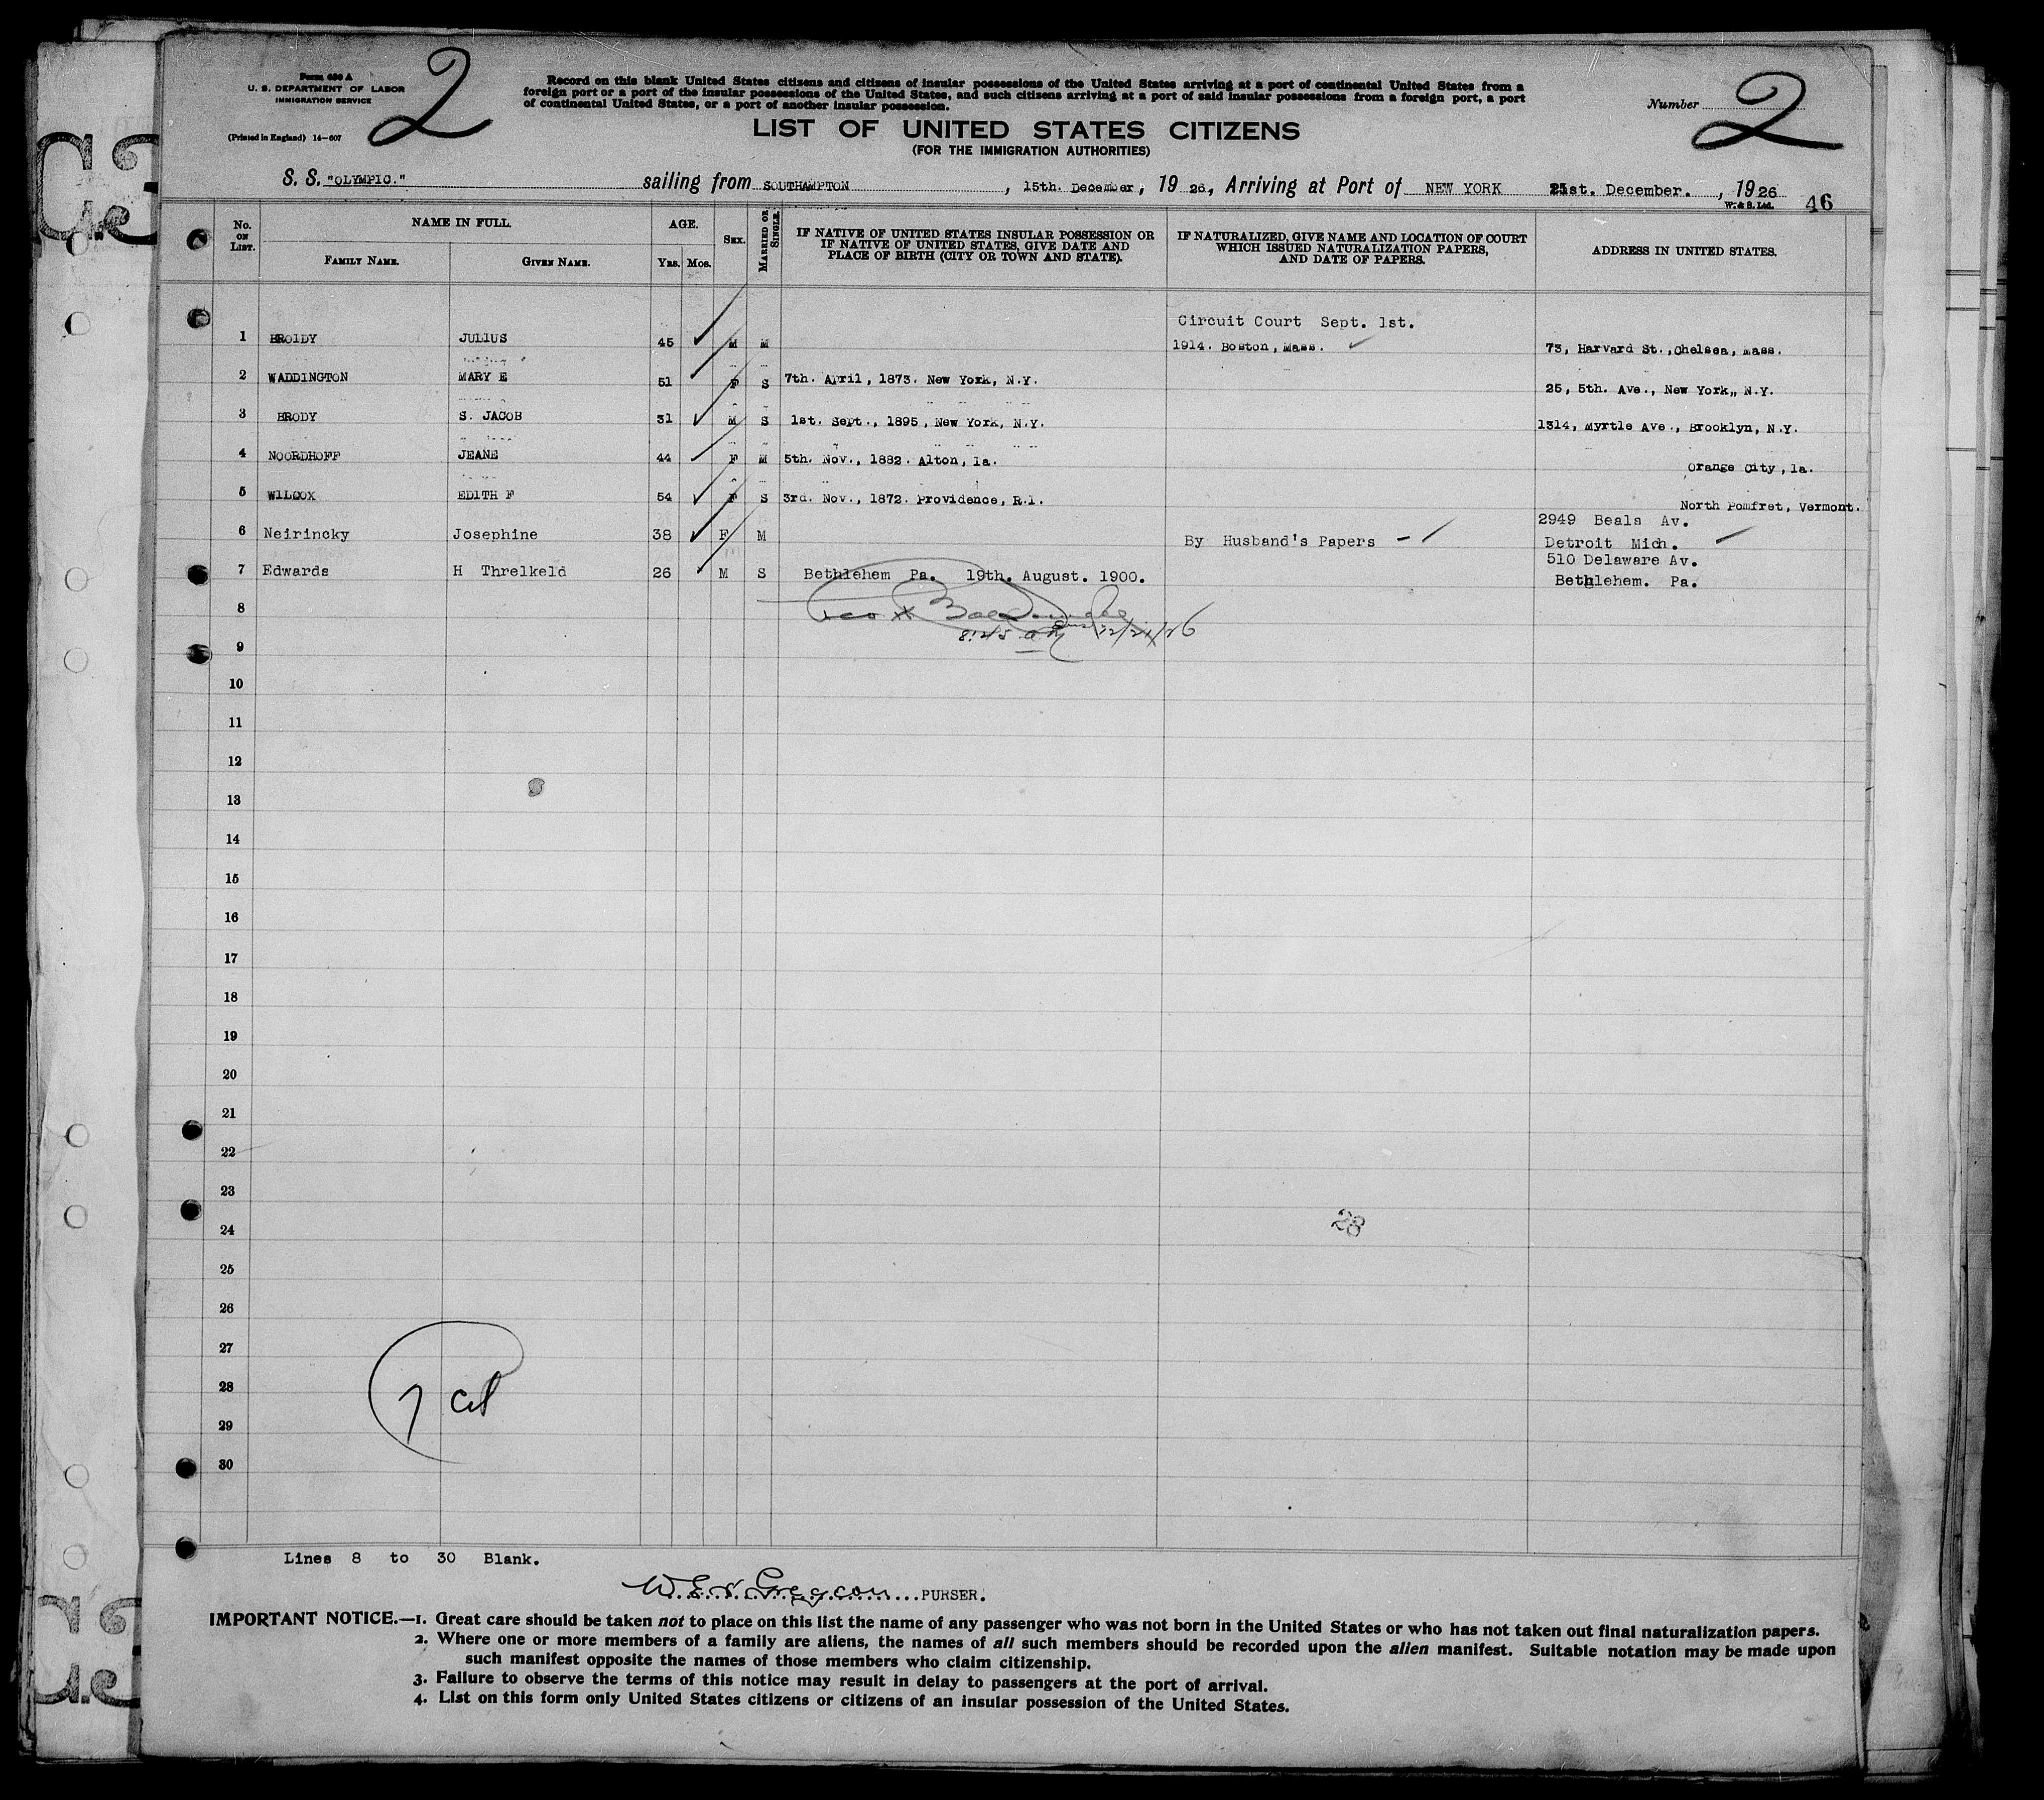 Form 630 A
U. S. DEPARTMENT OF LABOR
IMMIGRATION SERVICE
(Printed in England) 14—607
2
Record on this blank United States citizens and citizens of insular possessions of the United States arriving at a port of continental United States from a
foreign port or a port of the insular possessions of the United States, and such citizens arriving at a port of said insular possessions from a foreign port, a port
of continental United States, or a port of another insular possession.
Number 2
LIST OF UNITED STATES CITIZENS
(FOR THE IMMIGRATION AUTHORITIES)
S. S. "OLYMPIC." sailing from SOUTHAMPTON, 15th. December, 1926, Arriving at Port of NEW YORK 21st. December., 1926
W. & S. Ltd. 46
No. ON LIST. NAME IN FULL. FAMILY NAME. GIVEN NAME. AGE. YRS. MOS. SEX. MARRIED OR SINGLE. IF NATIVE OF UNITED STATES INSULAR POSSESSION OR IF NATIVE OF UNITED STATES, GIVE DATE AND PLACE OF BIRTH (CITY OR TOWN AND STATE). IF NATURALIZED, GIVE NAME AND LOCATION OF COURT WHICH ISSUED NATURALIZATION PAPERS, AND DATE OF PAPERS. ADDRESS IN UNITED STATES.
1 BROIDY JULIUS 45 M M Circuit Court Sept. 1st. 1914. Boston, Mass. 73, Harvard St., Chelsea, Mass.
2 WADDINGTON MARY E 51 F S 7th. April, 1873. New York, N.Y. 25, 5th. Ave., New York,, N.Y.
3 BRODY S. JACOB 31 M S 1st. Sept., 1895, New York, N.Y. 1314, Myrtle Ave., Brooklyn, N.Y.
4 NOORDHOFF JEANE 44 F M 5th. Nov., 1882. Alton, Ia. Orange City, Ia.
5 WILCOX EDITH F 54 F S 3rd. Nov., 1872. Providence, R.I. North Pomfret, Vermont.
6 Neirincky Josephine 38 F M By Husband's Papers - 2949 Beals Av. Detroit Mich.
7 Edwards H Threlkeld 26 M S Bethlehem Pa. 19th. August. 1900. 510 Delaware Av. Bethlehem. Pa.
8
8:45 am 12/21/26
9
10
11
12
13
14
15
16
17
18
19
20
21
22
23
24
28
25
26
27
28
7 cit
29
30
Lines 8 to 30 Blank.
PURSER.
IMPORTANT NOTICE.—1. Great care should be taken not to place on this list the name of any passenger who was not born in the United States or who has not taken out final naturalization papers.
2. Where one or more members of a family are aliens, the names of all such members should be recorded upon the alien manifest. Suitable notation may be made upon
such manifest opposite the names of those members who claim citizenship.
3. Failure to observe the terms of this notice may result in delay to passengers at the port of arrival.
4. List on this form only United States citizens or citizens of an insular possession of the United States.